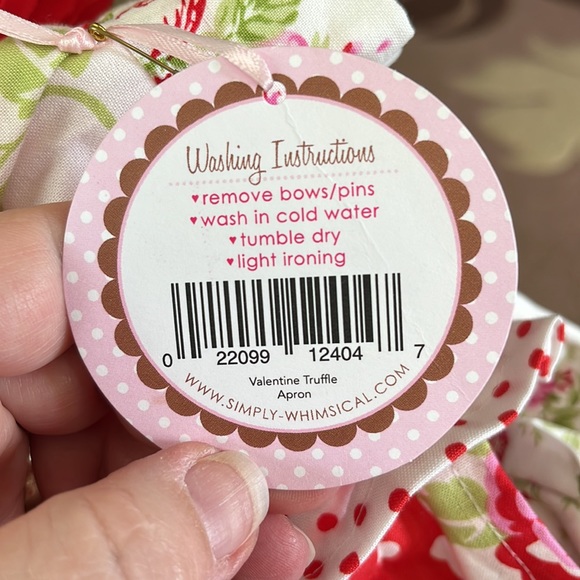 Washing Instructions
♥remove bows/pins
♥wash in cold water
♥tumble dry
♥light ironing
0 22099 12404 7
Valentine Truffle
Apron
WWW.SIMPLY-WHIMSICAL.COM